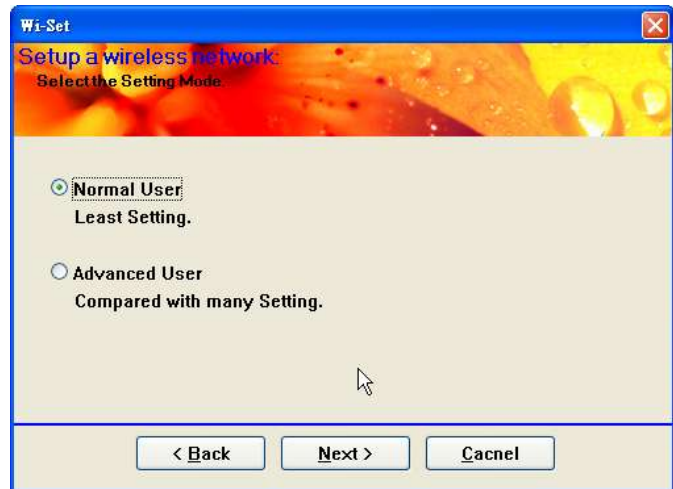 Wi-Set
Setup a wireless network:
Select the Setting Mode.
Normal User
Least Setting.
Advanced User
Compared with many Setting.
< Back Next > Cacnel